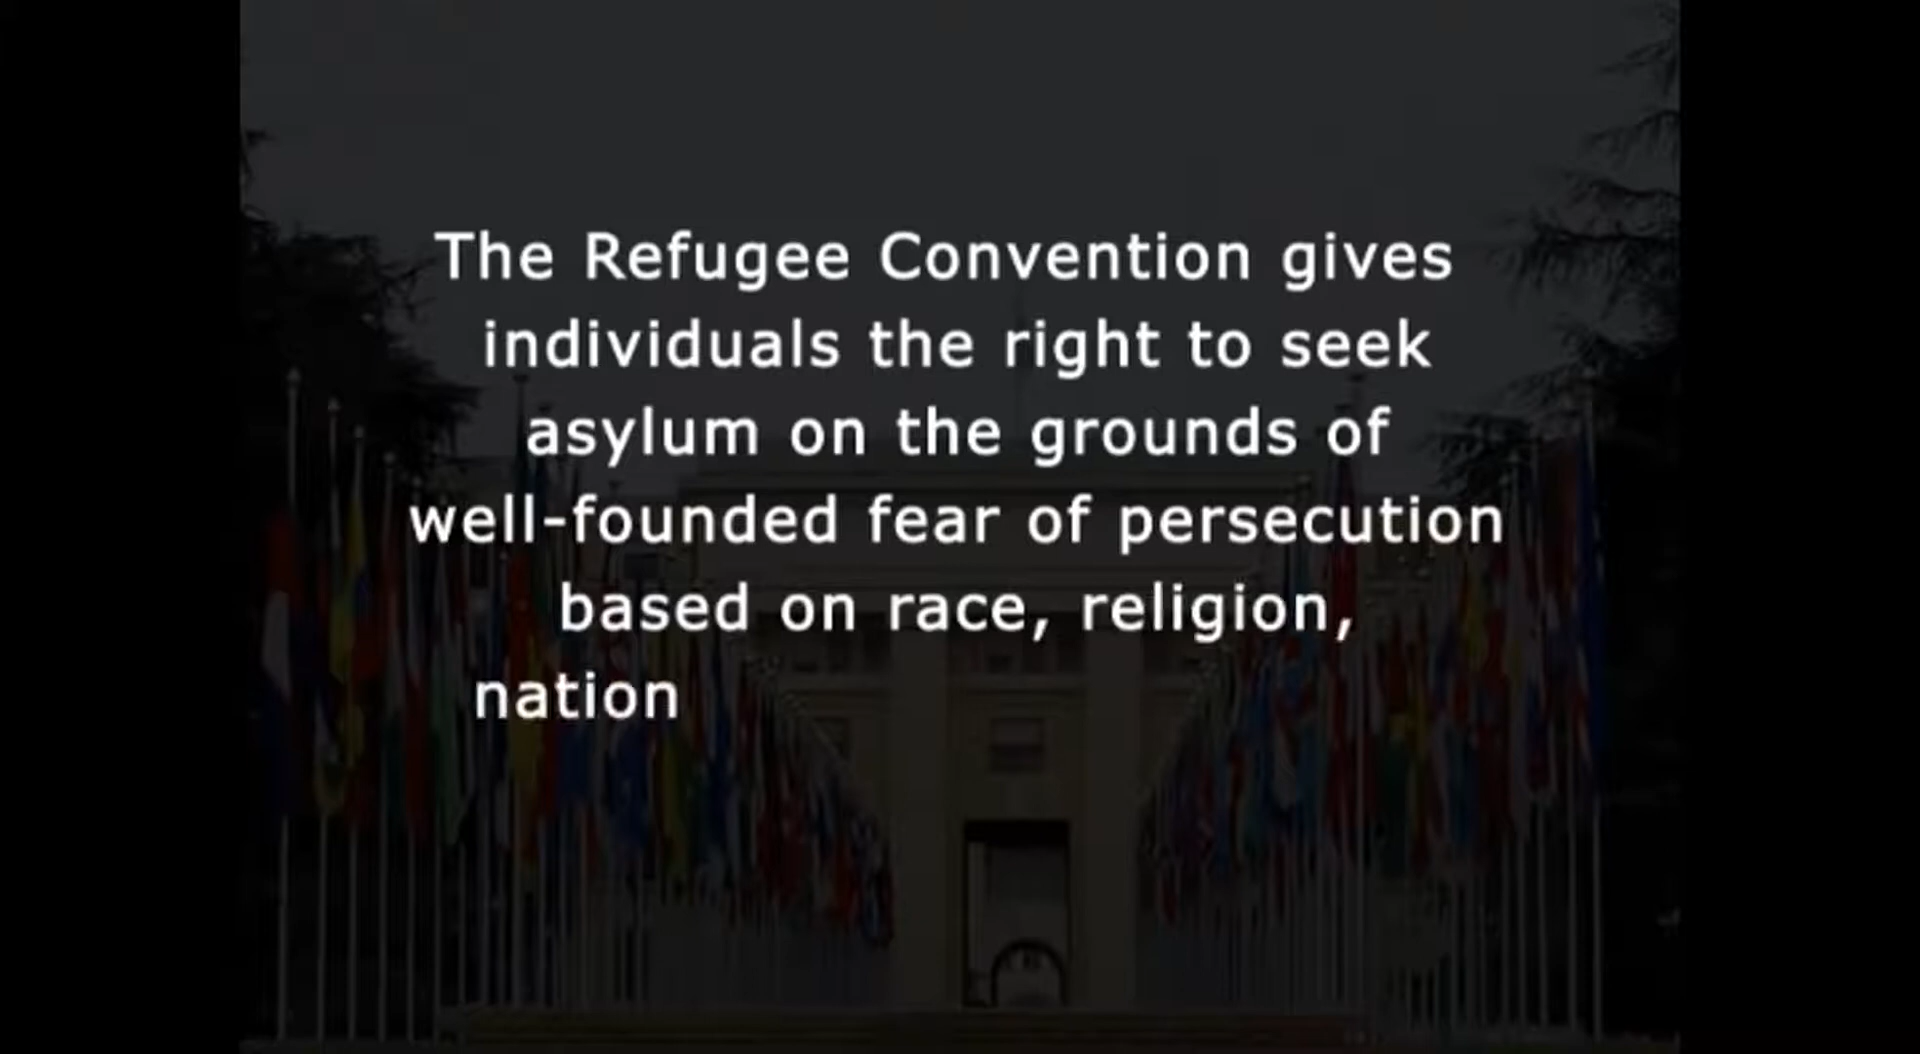 The Refugee Convention gives
individuals the right to seek
asylum on the grounds of
well-founded fear of persecution
based on race, religion,
nation